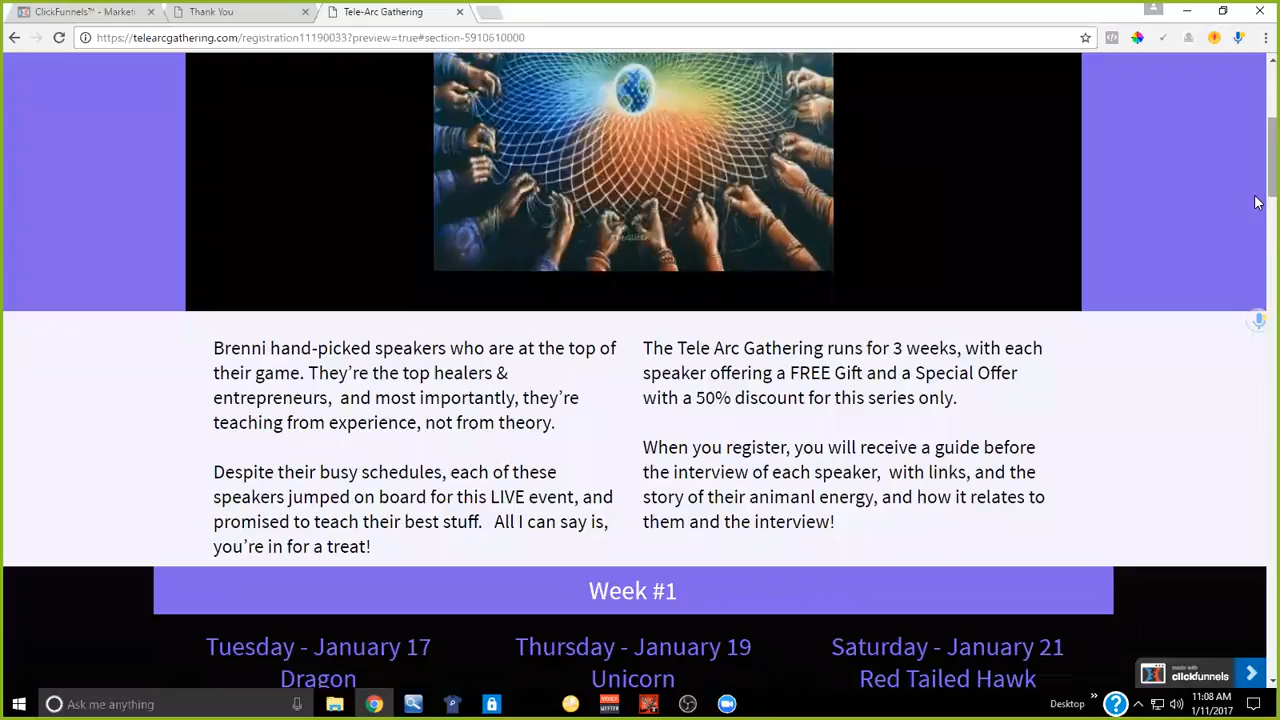 ClickFunnels™ - Marketi
Thank You
Tele-Arc Gathering
https://telearcgathering.com/registration11190033?preview=true#section-5910610000
Brenni hand-picked speakers who are at the top of
their game. They're the top healers &
entrepreneurs, and most importantly, they're
teaching from experience, not from theory.
Despite their busy schedules, each of these
speakers jumped on board for this LIVE event, and
promised to teach their best stuff. All I can say is,
you're in for a treat!
The Tele Arc Gathering runs for 3 weeks, with each
speaker offering a FREE Gift and a Special Offer
with a 50% discount for this series only.
When you register, you will receive a guide before
the interview of each speaker, with links, and the
story of their animanl energy, and how it relates to
them and the interview!
Week #1
Tuesday - January 17
Dragon
Thursday - January 19
Unicorn
Saturday - January 21
Red Tailed Hawk
made with
clickfunnels
Ask me anything
Desktop
11:08 AM
1/11/2017